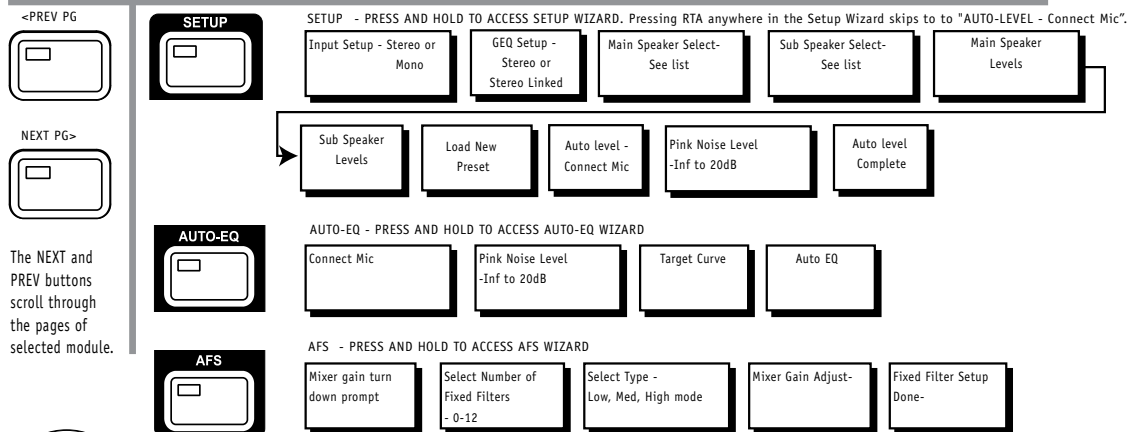 <PREV PG
NEXT PG>
The NEXT and
PREV buttons
scroll through
the pages of
selected module.
SETUP
SETUP - PRESS AND HOLD TO ACCESS SETUP WIZARD. Pressing RTA anywhere in the Setup Wizard skips to to "AUTO-LEVEL - Connect Mic".
Input Setup - Stereo or
Mono
GEQ Setup -
Stereo or
Stereo Linked
Main Speaker Select-
See list
Sub Speaker Select-
See list
Main Speaker
Levels
Sub Speaker
Levels
Load New
Preset
Auto level -
Connect Mic
Pink Noise Level
-Inf to 20dB
Auto level
Complete
AUTO-EQ
AUTO-EQ - PRESS AND HOLD TO ACCESS AUTO-EQ WIZARD
Connect Mic
Pink Noise Level
-Inf to 20dB
Target Curve
Auto EQ
AFS
AFS - PRESS AND HOLD TO ACCESS AFS WIZARD
Mixer gain turn
down prompt
Select Number of
Fixed Filters
- 0-12
Select Type -
Low, Med, High mode
Mixer Gain Adjust-
Fixed Filter Setup
Done-